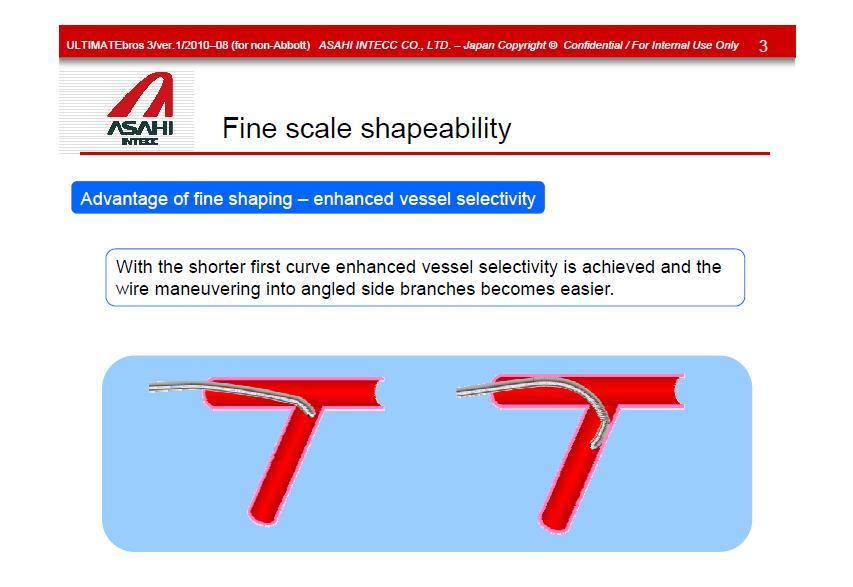 ULTIMATEbros 3/ver.1/2010–08 (for non-Abbott) ASAHI INTECC CO., LTD. – Japan Copyright © Confidential / For Internal Use Only 3
ASAHI
INTECC
Fine scale shapeability
Advantage of fine shaping – enhanced vessel selectivity
With the shorter first curve enhanced vessel selectivity is achieved and the
wire maneuvering into angled side branches becomes easier.